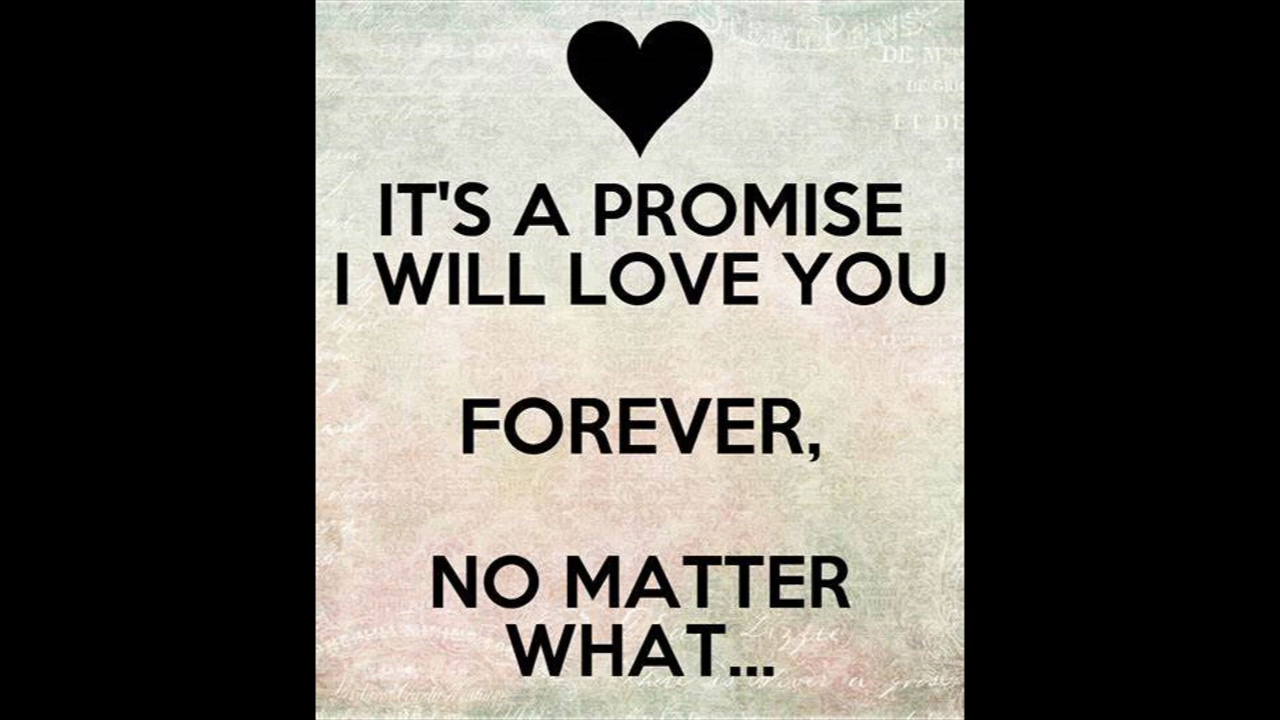 IT'S A PROMISE
I WILL LOVE YOU
FOREVER,
NO MATTER
WHAT...